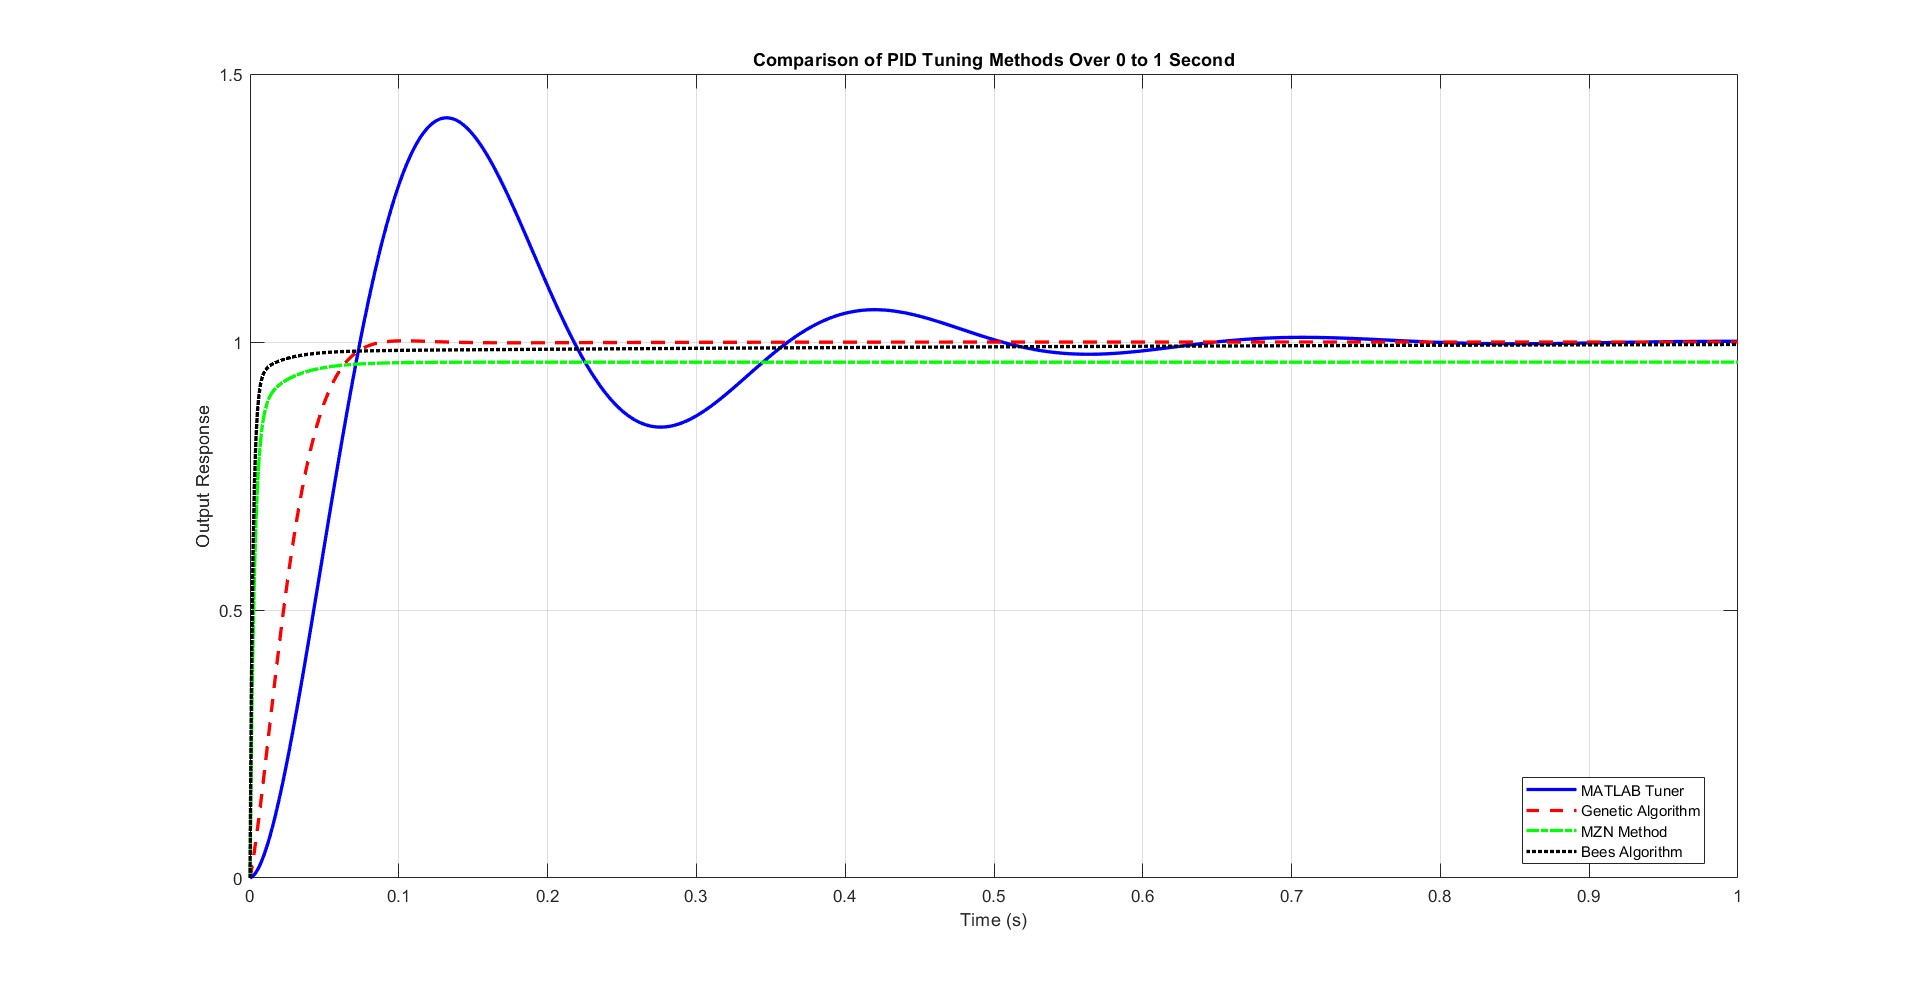 Comparison of PID Tuning Methods Over 0 to 1 Second
1.5
1
0.5
0
Output Response
0 0.1 0.2 0.3 0.4 0.5 0.6 0.7 0.8 0.9 1
Time (s)
MATLAB Tuner
Genetic Algorithm
MZN Method
Bees Algorithm